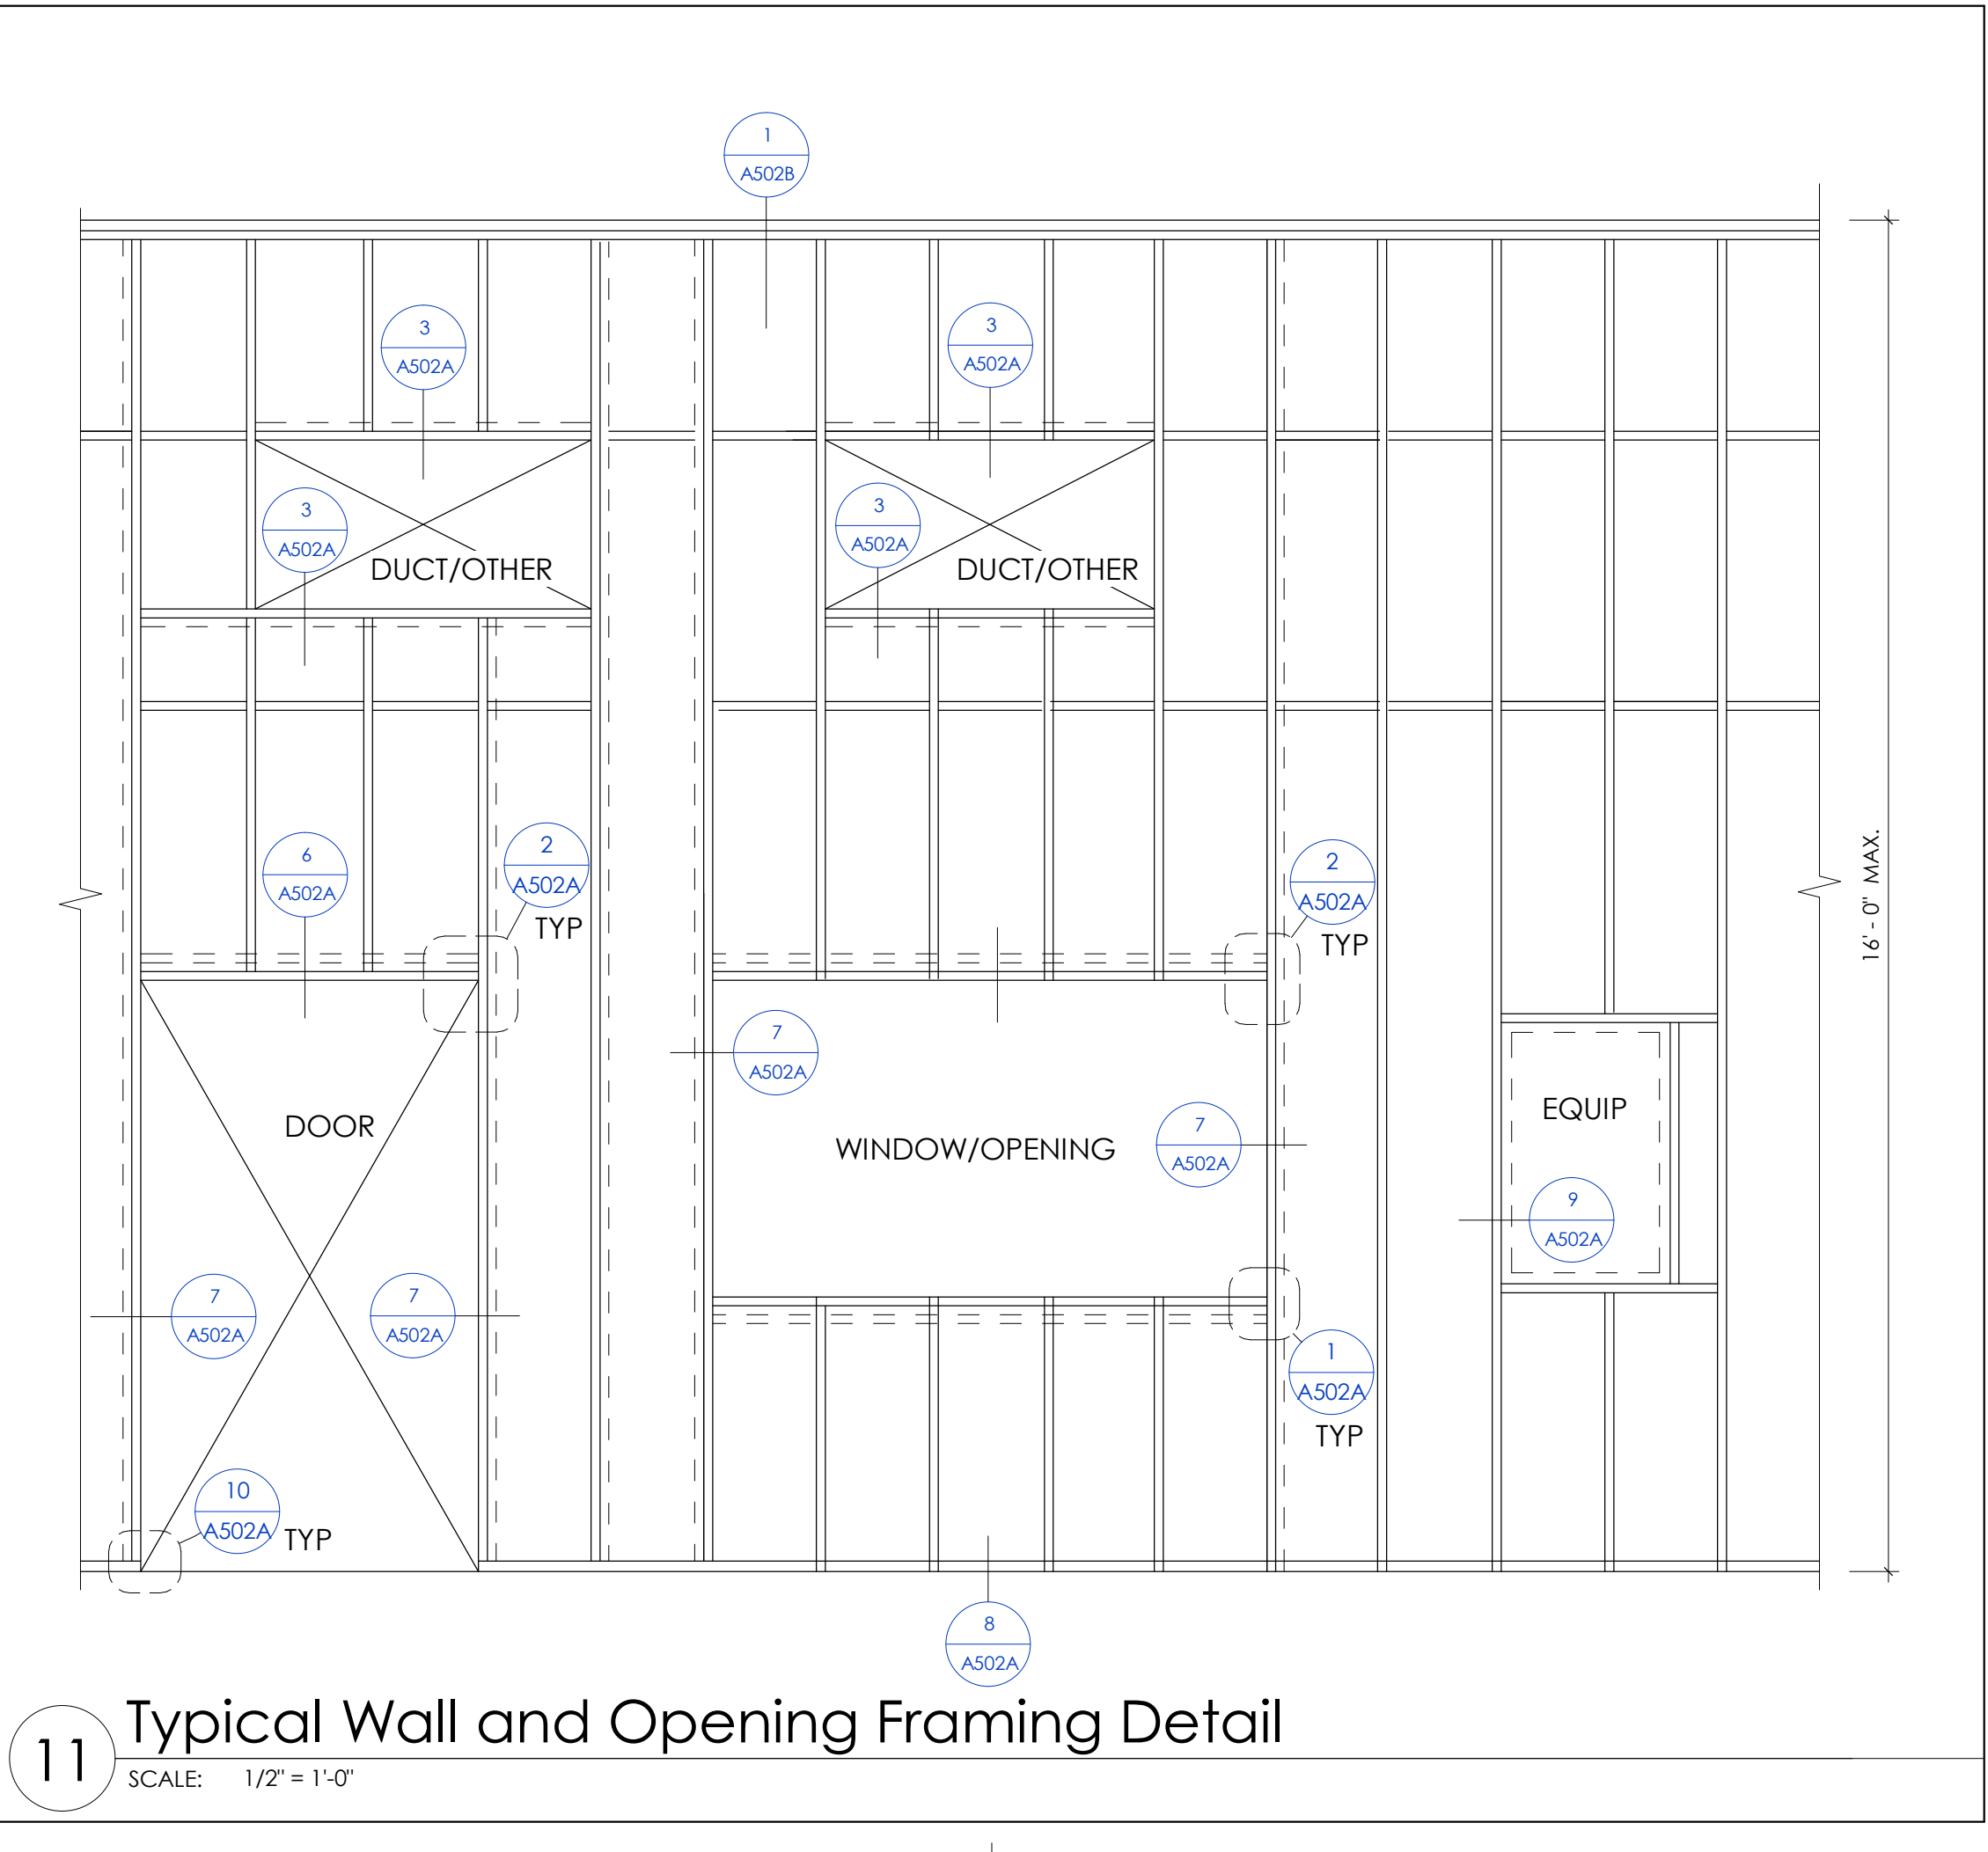 1
A502B
3
A502A
3
A502A
3
A502A
3
A502A
DUCT/OTHER
DUCT/OTHER
6
A502A
2
A502A
TYP
2
A502A
TYP
16' - 0" MAX.
7
A502A
DOOR
WINDOW/OPENING
7
A502A
EQUIP
9
A502A
7
A502A
7
A502A
1
A502A
TYP
10
A502A
TYP
8
A502A
11
Typical Wall and Opening Framing Detail
SCALE: 1/2" = 1'-0"